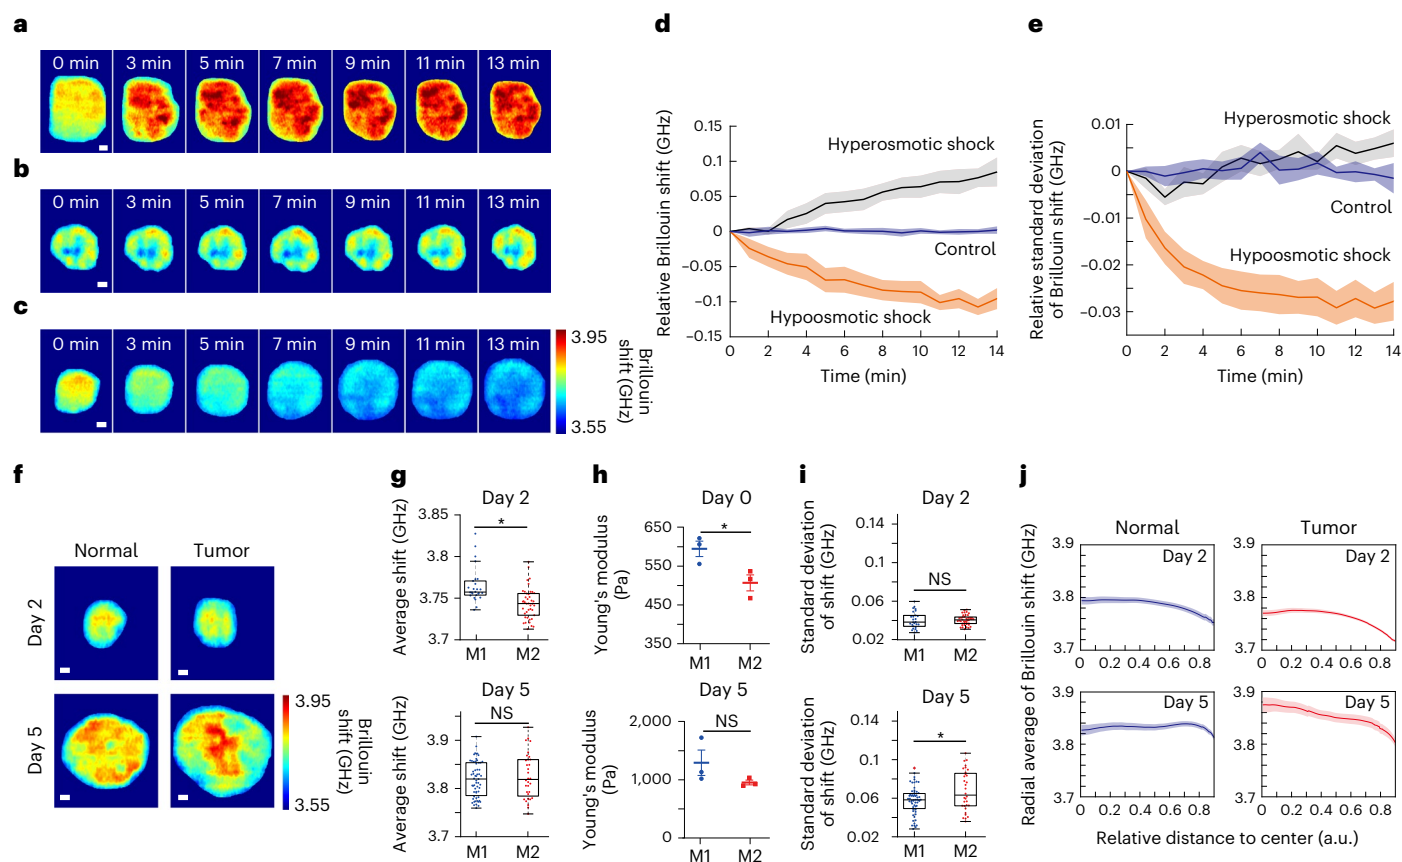 a
0 min 3 min 5 min 7 min 9 min 11 min 13 min
b
0 min 3 min 5 min 7 min 9 min 11 min 13 min
c
0 min 3 min 5 min 7 min 9 min 11 min 13 min
3.95
3.55
Brillouin
shift (GHz)
d
Relative Brillouin shift (GHz)
0.15
0.1
0.05
0
−0.05
−0.1
−0.15
Hyperosmotic shock
Control
Hypoosmotic shock
0 2 4 6 8 10 12 14
Time (min)
e
Relative standard deviation
of Brillouin shift (GHz)
0.01
0
−0.01
−0.02
−0.03
Hyperosmotic shock
Control
Hypoosmotic shock
0 2 4 6 8 10 12 14
Time (min)
f
Normal Tumor
Day 2
Day 5
3.95
3.55
Brillouin
shift (GHz)
g
Day 2
Average shift (GHz)
3.85
3.8
3.75
3.7
*
M1 M2
Day 5
Average shift (GHz)
3.9
3.8
3.7
NS
M1 M2
h
Day 0
Young's modulus
(Pa)
650
550
450
350
*
M1 M2
Day 5
Young's modulus
(Pa)
2,000
1,000
0
NS
M1 M2
i
Day 2
Standard deviation
of shift (GHz)
0.14
0.1
0.06
0.02
NS
M1 M2
Day 5
Standard deviation
of shift (GHz)
0.14
0.1
0.06
0.02
*
M1 M2
j
Radial average of Brillouin shift (GHz)
Normal Tumor
3.9
3.8
3.7
Day 2
0 0.2 0.4 0.6 0.8
3.9
3.8
3.7
Day 2
0 0.2 0.4 0.6 0.8
3.9
3.8
3.7
Day 5
0 0.2 0.4 0.6 0.8
3.9
3.8
3.7
Day 5
0 0.2 0.4 0.6 0.8
Relative distance to center (a.u.)